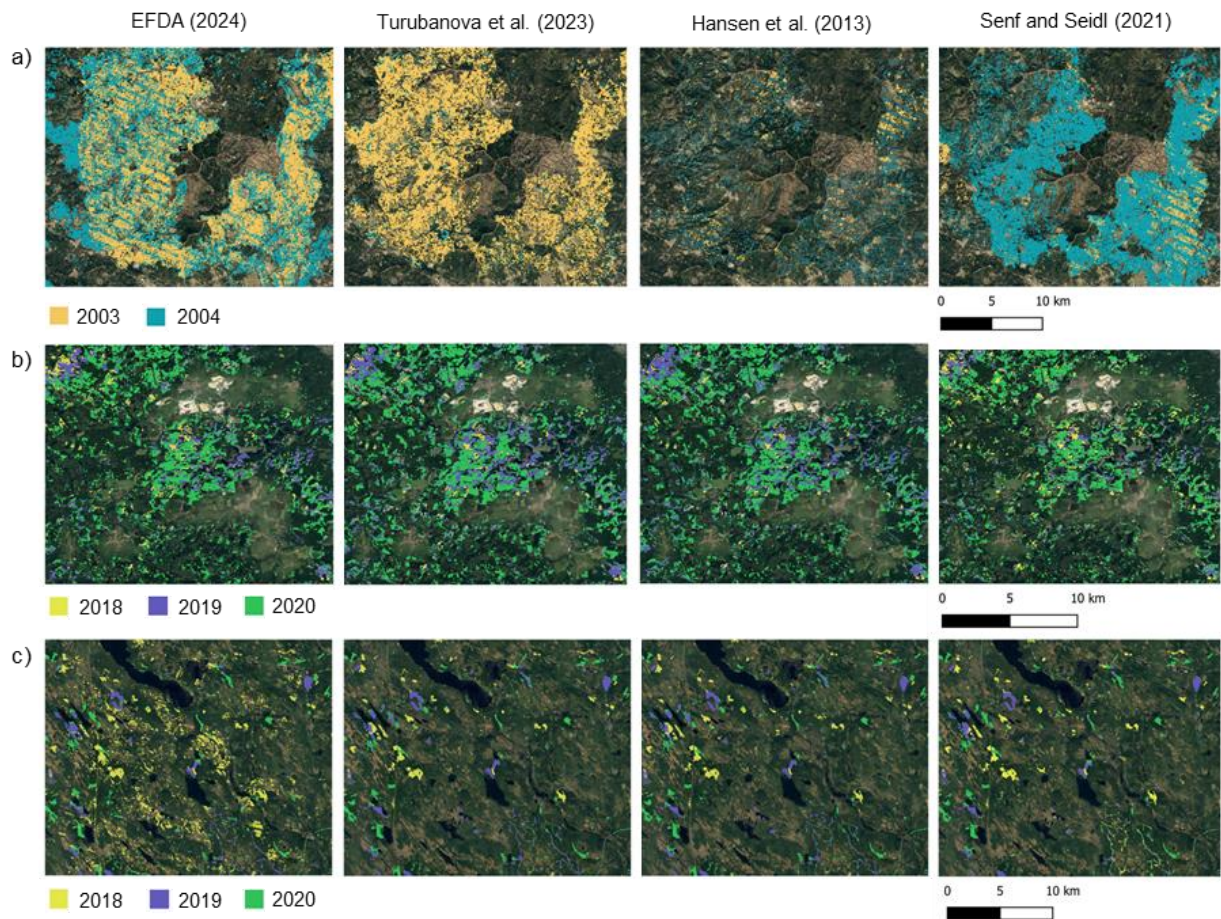 EFDA (2024) Turubanova et al. (2023) Hansen et al. (2013) Senf and Seidl (2021)
a)
2003 2004
0 5 10 km
b)
2018 2019 2020
0 5 10 km
c)
2018 2019 2020
0 5 10 km